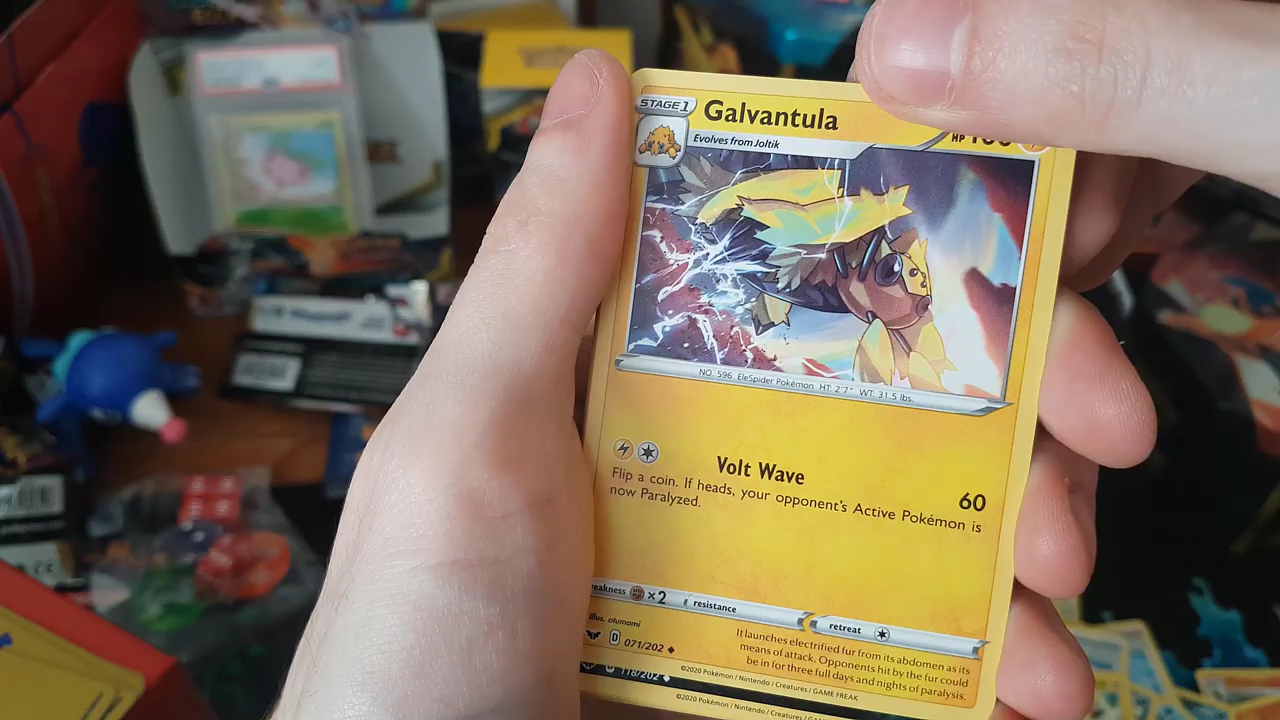 STAGE 1
Galvantula
HP
Evolves from Joltik
NO. 596 EleSpider Pokémon HT: 2'7" WT: 31.5 lbs.
Volt Wave
60
Flip a coin. If heads, your opponent's Active Pokémon is
now Paralyzed.
eakness ×2 resistance
retreat
Illus. otumami
D 071/202
It launches electrified fur from its abdomen as its
means of attack. Opponents hit by the fur could
be in for three full days and nights of paralysis.
©2020 Pokémon / Nintendo / Creatures / GAME FREAK
118/202
©2020 Pokémon / Nintendo / Creatures / GAME